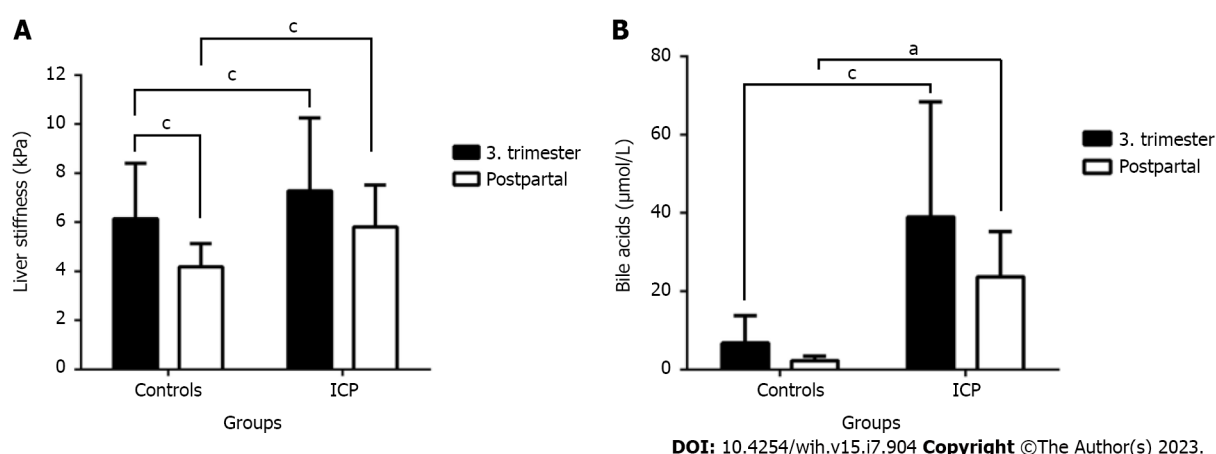 A
c
c
c
12
10
8
6
4
2
0
Liver stiffness (kPa)
Controls
ICP
Groups
3. trimester
Postpartal
B
a
c
80
60
40
20
0
Bile acids (μmol/L)
Controls
ICP
Groups
3. trimester
Postpartal
DOI: 10.4254/wjh.v15.i7.904 Copyright ©The Author(s) 2023.